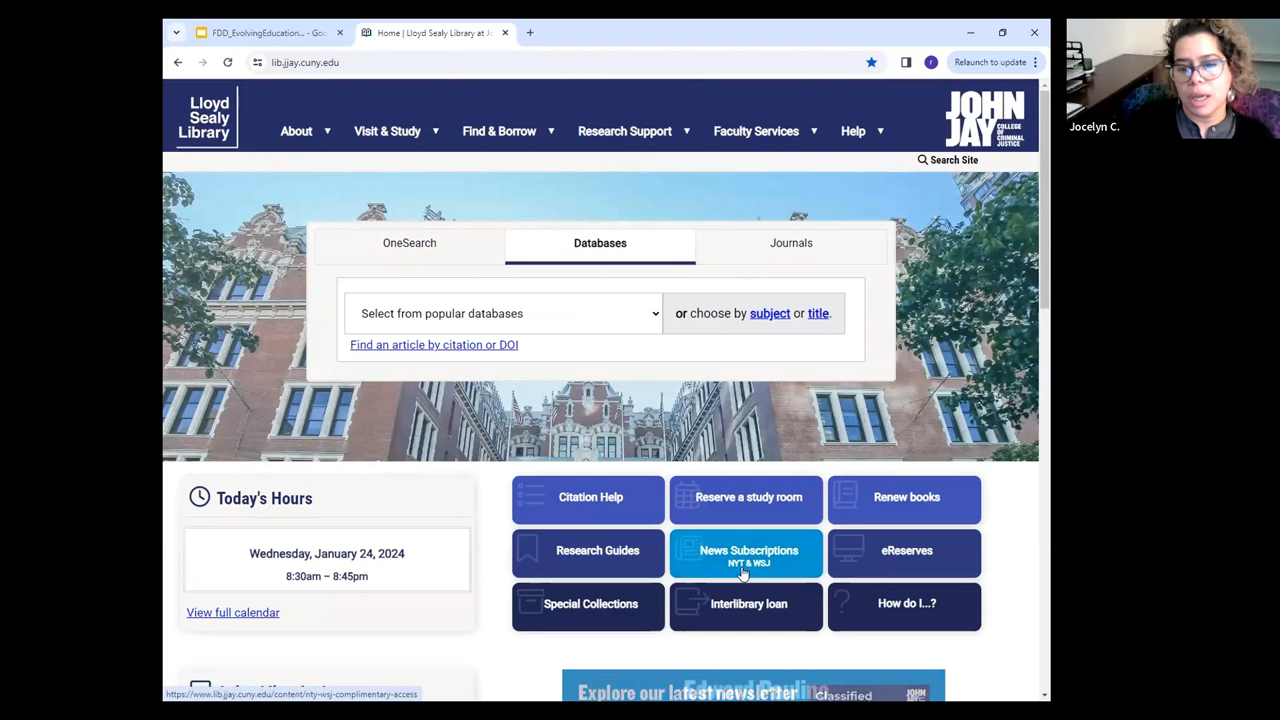 FDD_EvolvingEducation... - Goo
Home | Lloyd Sealy Library at Jo
lib.jjay.cuny.edu
Relaunch to update
Lloyd
Sealy
Library
About
Visit & Study
Find & Borrow
Research Support
Faculty Services
Help
JOHN
JAY
COLLEGE
OF
CRIMINAL
JUSTICE
Search Site
Jocelyn C.
OneSearch
Databases
Journals
Select from popular databases
or choose by subject or title.
Find an article by citation or DOI
Today's Hours
Wednesday, January 24, 2024
8:30am – 8:45pm
View full calendar
Citation Help
Reserve a study room
Renew books
Research Guides
News Subscriptions
NYT & WSJ
eReserves
Special Collections
Interlibrary loan
How do I...?
Explore our latest newsletter
Classified
https://www.lib.jjay.cuny.edu/content/nty-wsj-complimentary-access